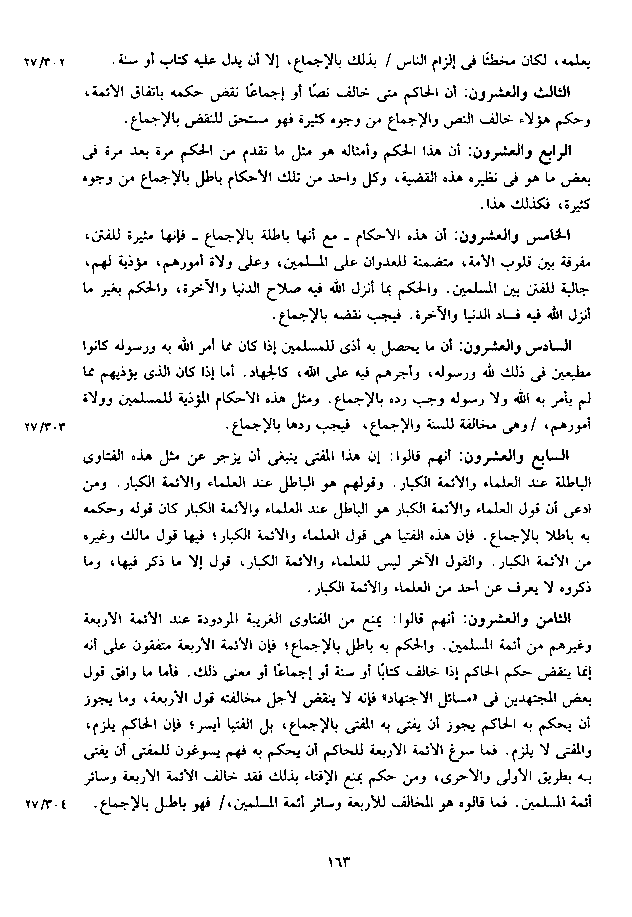 يعلمه، لكان مخطئًا فى إلزام الناس / بذلك بالإجماع، إلا أن يدل عليه كتاب أو سنة. ٢٧/٣٠٢
الثالث والعشرون: أن الحاكم متى خالف نصًا أو إجماعًا نقض حكمه باتفاق الأئمة،
وحكم هؤلاء خالف النص والإجماع من وجوه كثيرة فهو مستحق للنقض بالإجماع.
الرابع والعشرون: أن هذا الحكم وأمثاله هو مثل ما تقدم من الحكم مرة بعد مرة فى
بعض ما هو فى نظيره هذه القضية، وكل واحد من تلك الأحكام باطل بالإجماع من وجوه
كثيرة، فكذلك هذا.
الخامس والعشرون: أن هذه الأحكام ـ مع أنها باطلة بالإجماع ـ فإنها مثيرة للفتن،
مفرقة بين قلوب الأمة، متضمنة للعدوان على المسلمين، وعلى ولاة أمورهم، مؤذية لهم،
جالبة للفتن بين المسلمين. والحكم بما أنزل الله فيه صلاح الدنيا والآخرة، والحكم بغير ما
أنزل الله فيه فساد الدنيا والآخرة. فيجب نقضه بالإجماع.
السادس والعشرون: أن ما يحصل به أذى للمسلمين إذا كان مما أمر الله به ورسوله كانوا
مطيعين فى ذلك لله ورسوله، وأجرهم فيه على الله، كالجهاد. أما إذا كان الذى يؤذيهم مما
لم يأمر به الله ولا رسوله وجب رده بالإجماع. ومثل هذه الأحكام المؤذية للمسلمين وولاة
أمورهم، /وهى مخالفة للسنة والإجماع، فيجب ردها بالإجماع. ٢٧/٣٠٣
السابع والعشرون: أنهم قالوا: إن هذا المفتى ينبغى أن يزجر عن مثل هذه الفتاوى
الباطلة عند العلماء والأئمة الكبار. وقولهم هو الباطل عند العلماء والأئمة الكبار. ومن
ادعى أن قول العلماء والأئمة الكبار هو الباطل عند العلماء والأئمة الكبار كان قوله وحكمه
به باطلا بالإجماع. فإن هذه الفتيا هى قول العلماء والأئمة الكبار؛ فيها قول مالك وغيره
من الأئمة الكبار. والقول الآخر ليس للعلماء والأئمة الكبار، قول إلا ما ذكر فيها، وما
ذكروه لا يعرف عن أحد من العلماء والأئمة الكبار.
الثامن والعشرون: أنهم قالوا: يمنع من الفتاوى الغريبة المردودة عند الأئمة الأربعة
وغيرهم من أئمة المسلمين. والحكم به باطل بالإجماع؛ فإن الأئمة الأربعة متفقون على أنه
إنما ينقض حكم الحاكم إذا خالف كتابًا أو سنة أو إجماعًا أو معنى ذلك. فأما ما وافق قول
بعض المجتهدين فى «مسائل الاجتهاد» فإنه لا ينقض لأجل مخالفته قول الأربعة، وما يجوز
أن يحكم به الحاكم يجوز أن يفتى به المفتى بالإجماع، بل الفتيا أيسر؛ فإن الحاكم يلزم،
والمفتى لا يلزم. فما سوغ الأئمة الأربعة للحاكم أن يحكم به فهم يسوغون للمفتى أن يفتى
به بطريق الأولى والأحرى، ومن حكم بمنع الإفتاء بذلك فقد خالف الأئمة الأربعة وسائر
أئمة المسلمين. فما قالوه هو المخالف للأربعة وسائر أئمة المسلمين،/ فهو باطل بالإجماع. ٢٧/٣٠٤
١٦٣